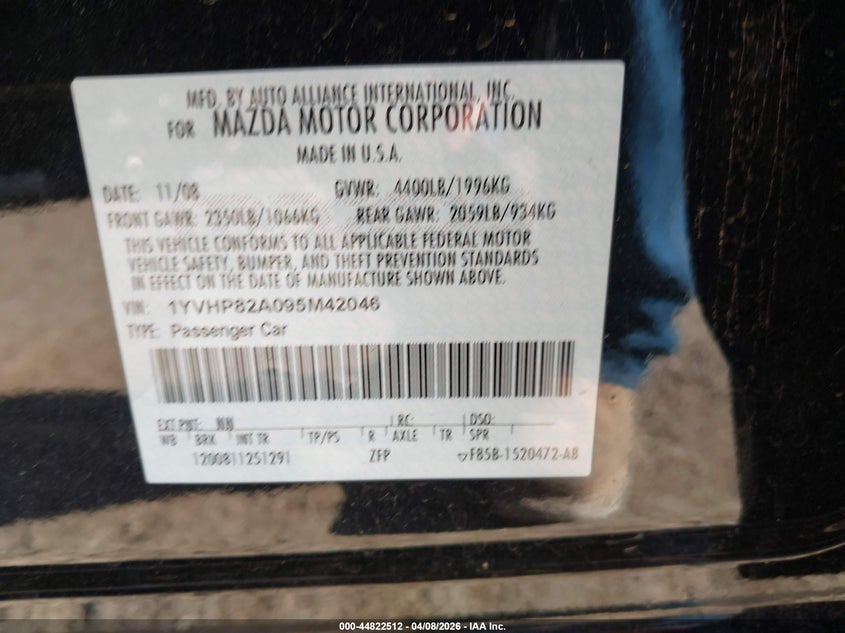 MFD. BY AUTO ALLIANCE INTERNATIONAL, INC.
FOR MAZDA MOTOR CORPORATION
MADE IN U.S.A.
DATE: 11/08 GVWR: 4400LB/1996KG
FRONT GAWR: 2350LB/1066KG REAR GAWR: 2059LB/934KG
THIS VEHICLE CONFORMS TO ALL APPLICABLE FEDERAL MOTOR
VEHICLE SAFETY, BUMPER, AND THEFT PREVENTION STANDARDS
IN EFFECT ON THE DATE OF MANUFACTURE SHOWN ABOVE.
VIN: 1YVHP82A095M42046
TYPE: Passenger Car
EXT PNT: NN RC: DSO:
WB BRK INT TR TP/PS R AXLE TR SPR
1200811251291 ZFP F85B-1520472-AB
000-44822512 - 04/08/2026 - IAA Inc.